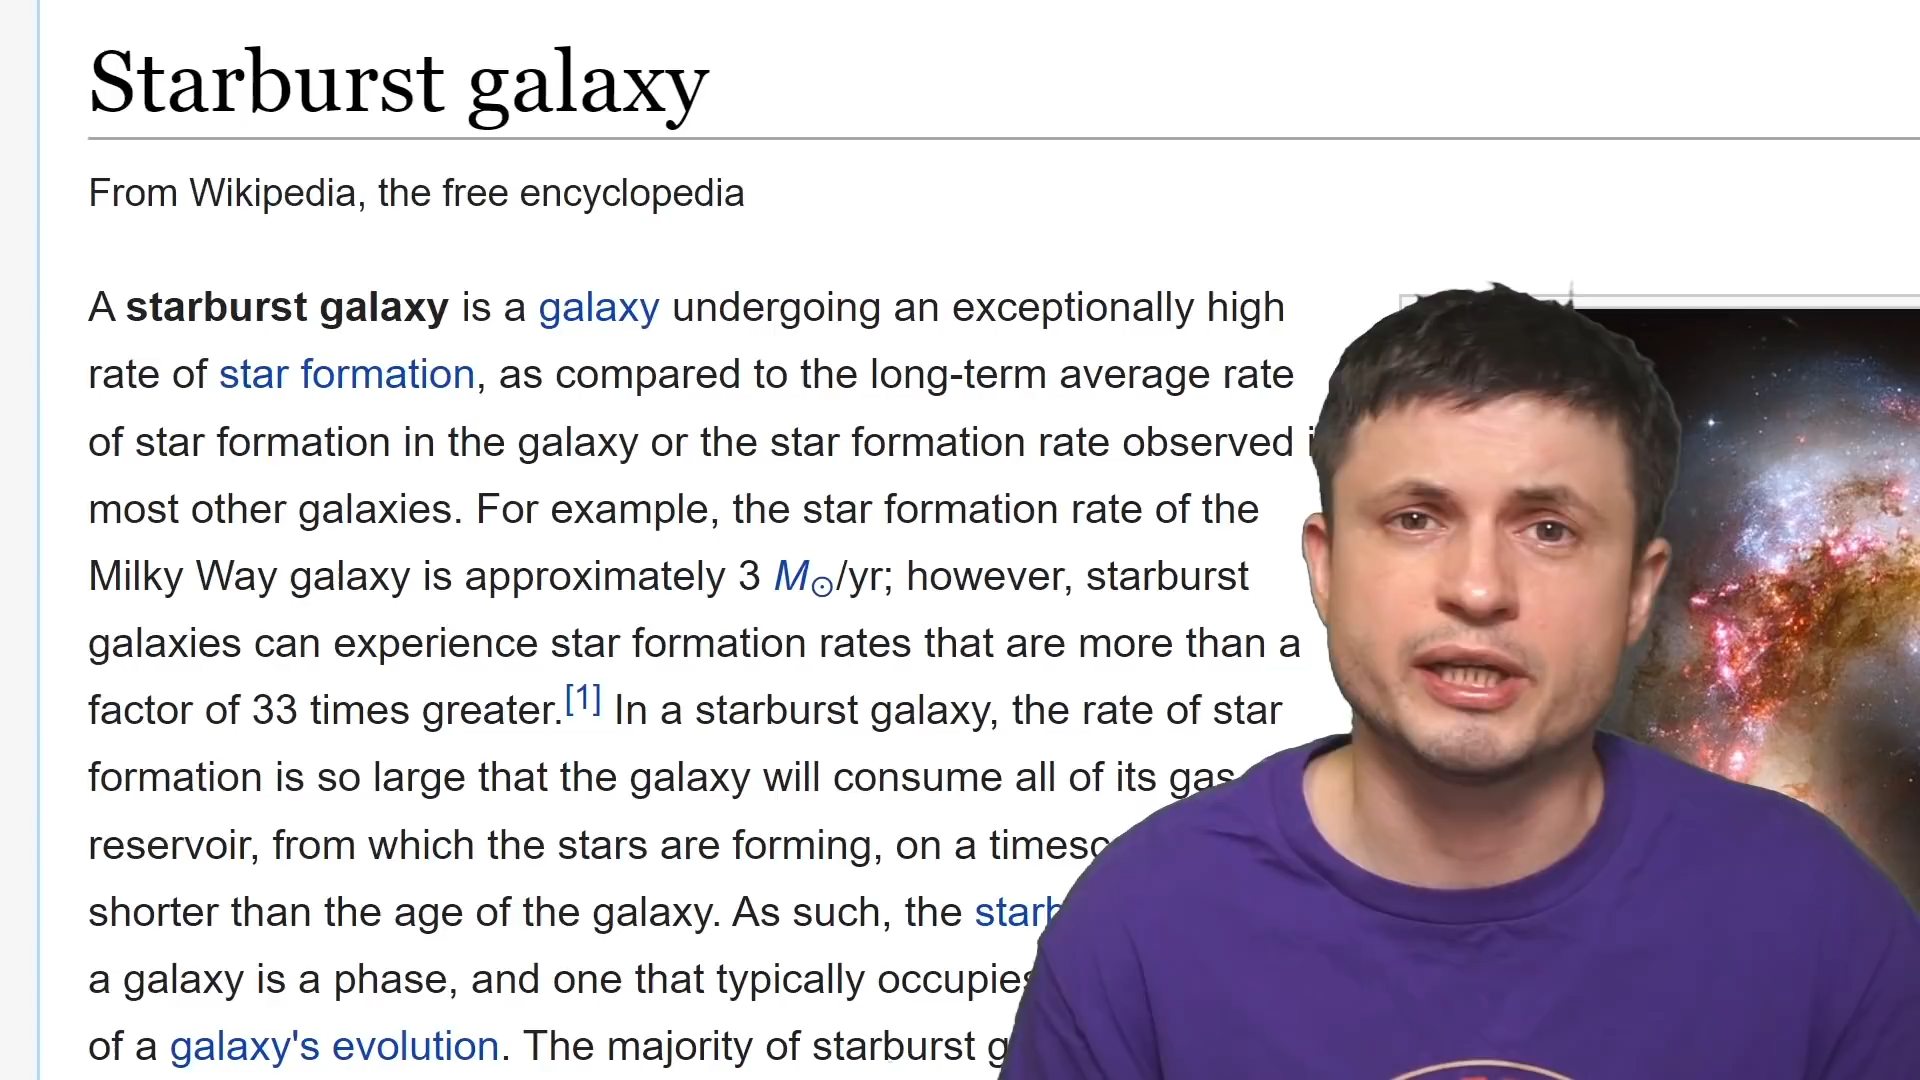 Starburst galaxy
From Wikipedia, the free encyclopedia
A starburst galaxy is a galaxy undergoing an exceptionally high
rate of star formation, as compared to the long-term average rate
of star formation in the galaxy or the star formation rate observed
most other galaxies. For example, the star formation rate of the
Milky Way galaxy is approximately 3 M☉/yr; however, starburst
galaxies can experience star formation rates that are more than a
factor of 33 times greater.[1] In a starburst galaxy, the rate of star
formation is so large that the galaxy will consume all of its gas
reservoir, from which the stars are forming, on a
shorter than the age of the galaxy. As such, the
a galaxy is a phase, and one that typically occupies
of a galaxy's evolution. The majority of starburst